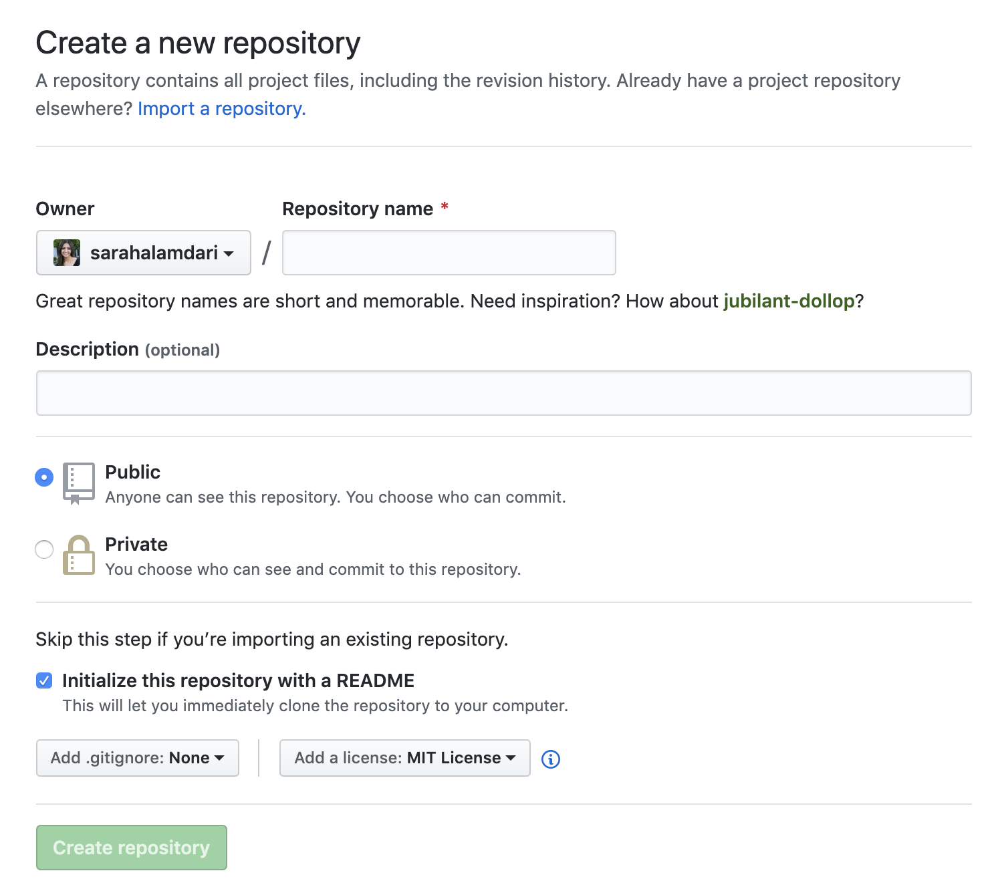 Create a new repository
A repository contains all project files, including the revision history. Already have a project repository
elsewhere? Import a repository.
Owner
Repository name *
sarahalamdari
/
Great repository names are short and memorable. Need inspiration? How about jubilant-dollop?
Description (optional)
Public
Anyone can see this repository. You choose who can commit.
Private
You choose who can see and commit to this repository.
Skip this step if you’re importing an existing repository.
Initialize this repository with a README
This will let you immediately clone the repository to your computer.
Add .gitignore: None
Add a license: MIT License
Create repository